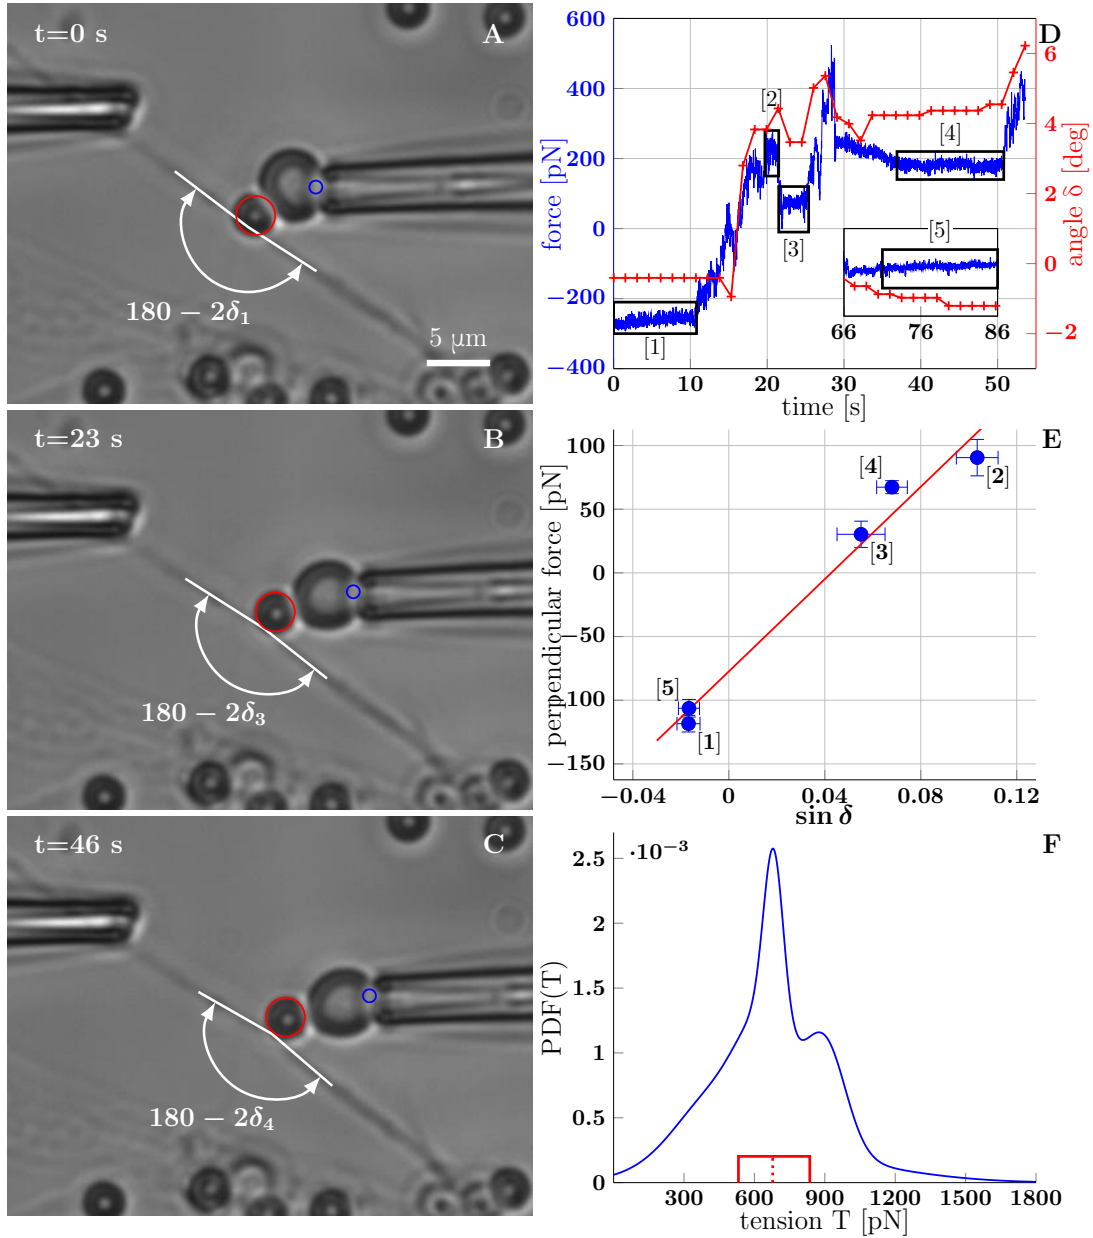 t=0 s
A
180 − 2δ₁
5 μm
t=23 s
B
180 − 2δ₃
t=46 s
C
180 − 2δ₄
D
600
400
200
0
−200
−400
force [pN]
6
4
2
0
−2
angle δ̃ [deg]
[1]
[2]
[3]
[4]
[5]
66 76 86
0 10 20 30 40 50
time [s]
E
100
50
0
−50
−100
−150
perpendicular force [pN]
[4]
[2]
[3]
[5]
[1]
−0.04 0 0.04 0.08 0.12
sin δ
F
·10⁻³
2.5
2
1.5
1
0.5
0
PDF(T)
300 600 900 1200 1500 1800
tension T [pN]